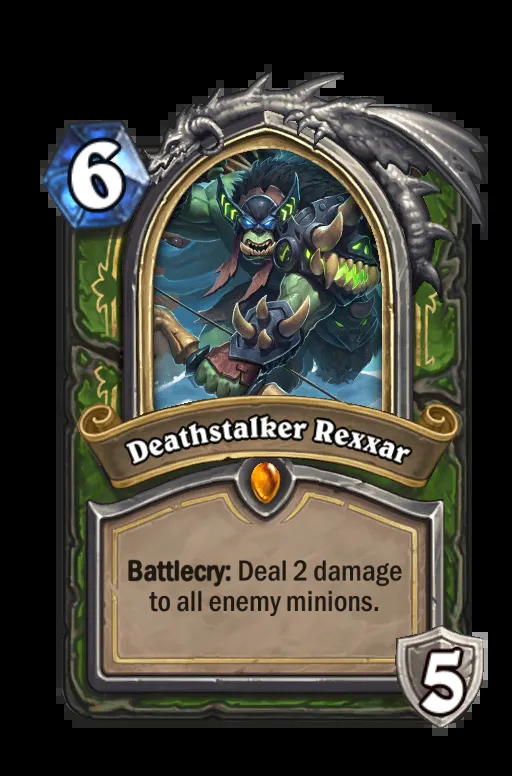 6
Deathstalker Rexxar
Battlecry: Deal 2 damage
to all enemy minions.
5